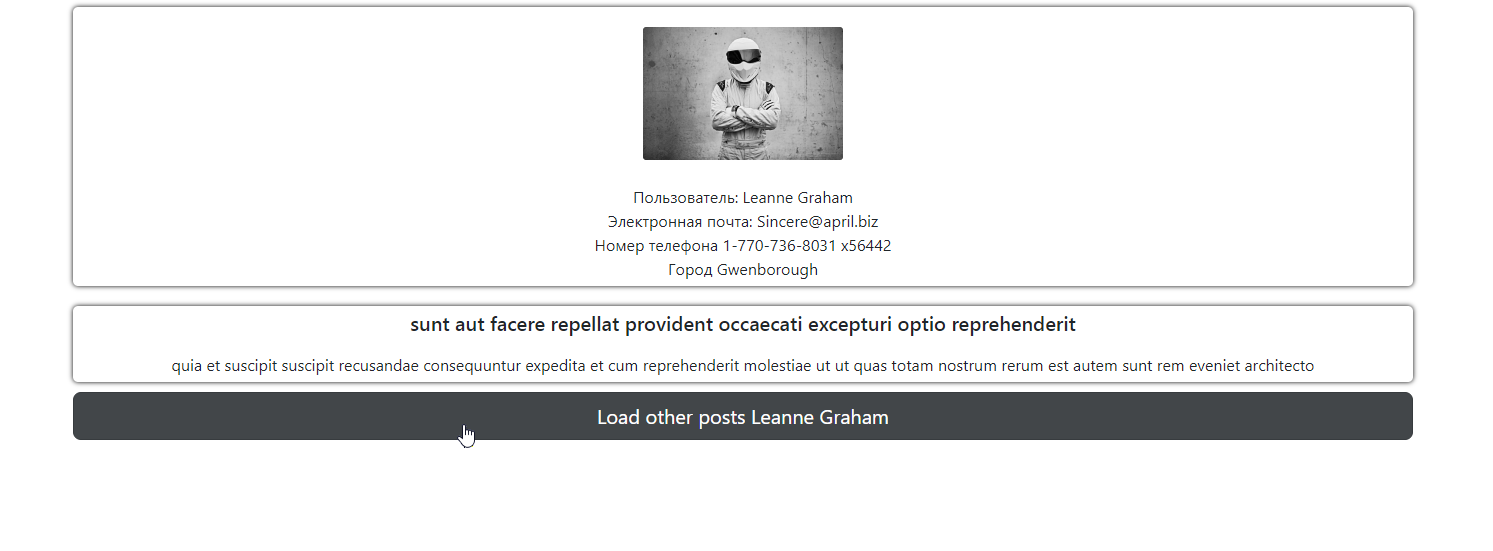 Пользователь: Leanne Graham
Электронная почта: Sincere@april.biz
Номер телефона 1-770-736-8031 x56442
Город Gwenborough
sunt aut facere repellat provident occaecati excepturi optio reprehenderit
quia et suscipit suscipit recusandae consequuntur expedita et cum reprehenderit molestiae ut ut quas totam nostrum rerum est autem sunt rem eveniet architecto
Load other posts Leanne Graham